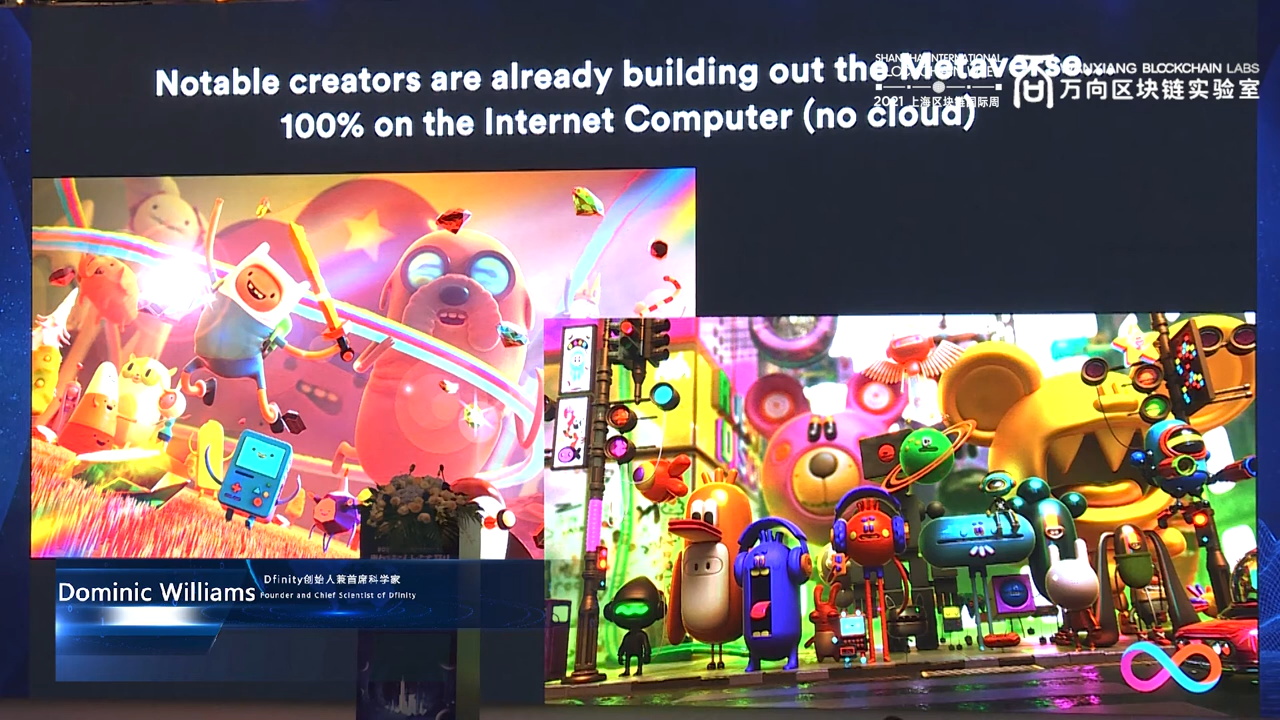 Notable creators are already building out the Metaverse
100% on the Internet Computer (no cloud)
SHANGHAI INTERNATIONAL
BLOCKCHAIN WEEK
2021 上海区块链国际周
WANXIANG BLOCKCHAIN LABS
万向区块链实验室
Dominic Williams
Dfinity创始人兼首席科学家
Founder and Chief Scientist of Dfinity